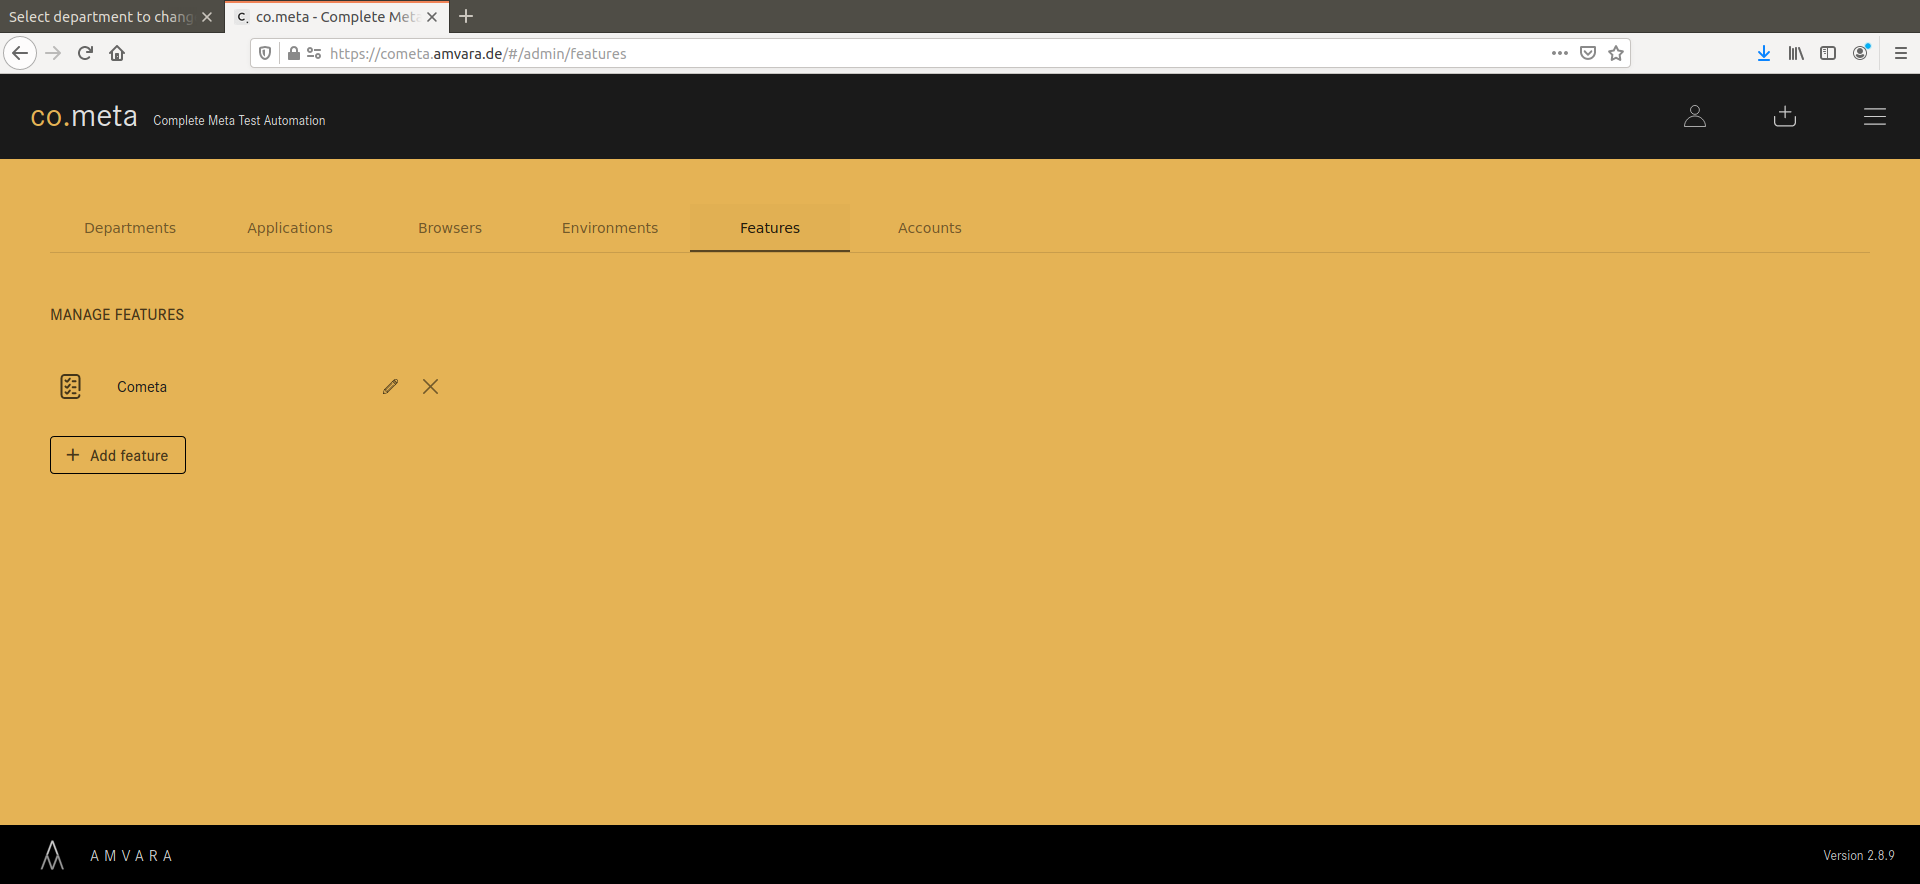 Select department to chang
C. co.meta - Complete Meta
https://cometa.amvara.de/#/admin/features
co.meta Complete Meta Test Automation
Departments Applications Browsers Environments Features Accounts
MANAGE FEATURES
Cometa
Add feature
AMVARA
Version 2.8.9